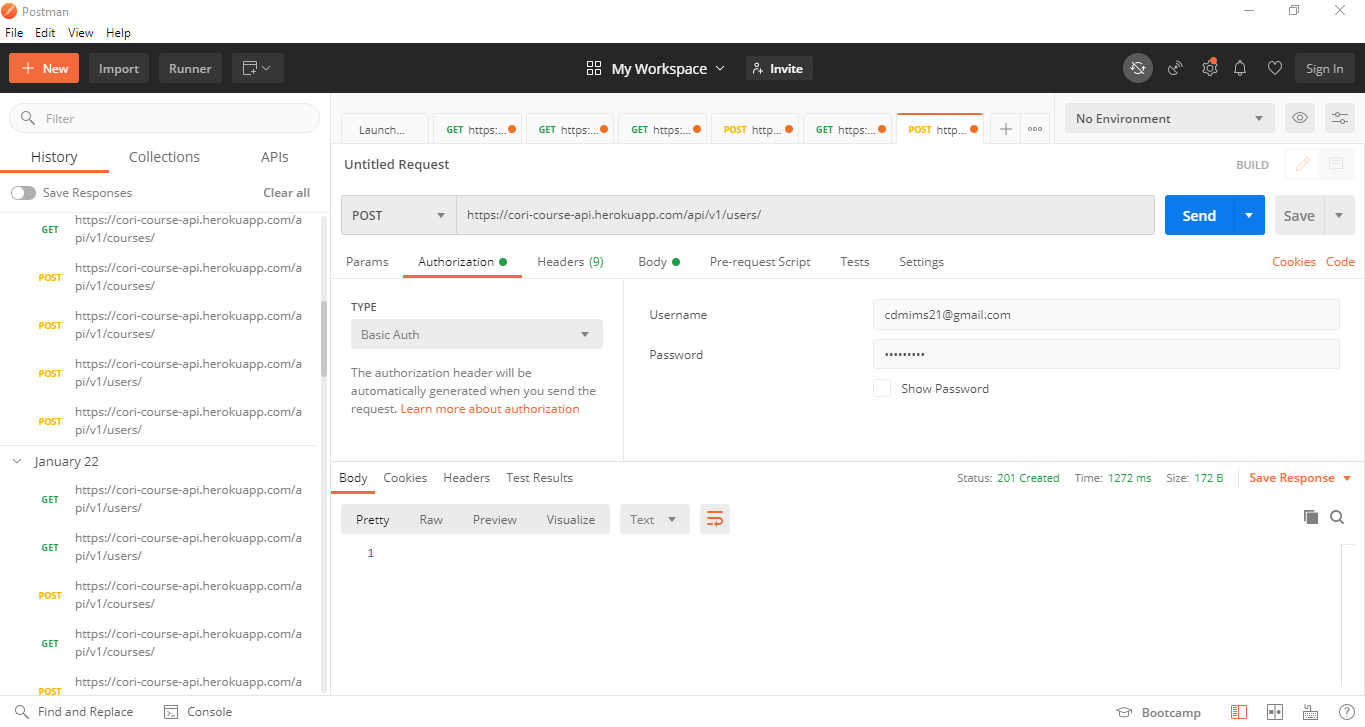 Postman
File Edit View Help
New Import Runner My Workspace Invite Sign In
Filter
History Collections APIs
Save Responses Clear all
GET https://cori-course-api.herokuapp.com/a
pi/v1/courses/
POST https://cori-course-api.herokuapp.com/a
pi/v1/courses/
POST https://cori-course-api.herokuapp.com/a
pi/v1/courses/
POST https://cori-course-api.herokuapp.com/a
pi/v1/users/
POST https://cori-course-api.herokuapp.com/a
pi/v1/users/
January 22
GET https://cori-course-api.herokuapp.com/a
pi/v1/users/
GET https://cori-course-api.herokuapp.com/a
pi/v1/users/
POST https://cori-course-api.herokuapp.com/a
pi/v1/courses/
GET https://cori-course-api.herokuapp.com/a
pi/v1/courses/
POST https://cori-course-api.herokuapp.com/a
Launch... GET https:... GET https:... GET https:... POST http... GET https:... POST http...
No Environment
Untitled Request BUILD
POST https://cori-course-api.herokuapp.com/api/v1/users/ Send Save
Params Authorization Headers (9) Body Pre-request Script Tests Settings Cookies Code
TYPE
Basic Auth
The authorization header will be
automatically generated when you send the
request. Learn more about authorization
Username cdmims21@gmail.com
Password •••••••••
Show Password
Body Cookies Headers Test Results Status: 201 Created Time: 1272 ms Size: 172 B Save Response
Pretty Raw Preview Visualize Text
1
Find and Replace Console Bootcamp